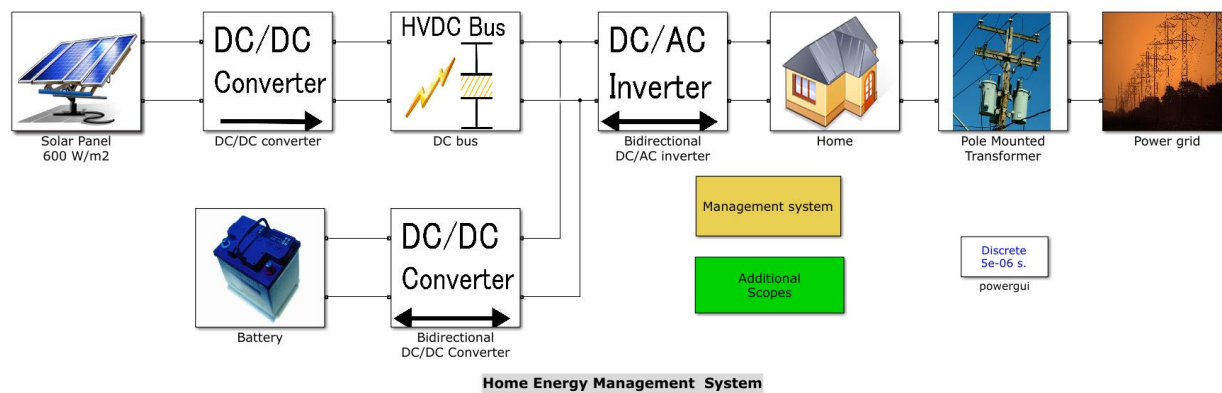 DC/DC
Converter
HVDC Bus
DC/AC
Inverter
Solar Panel
600 W/m2
DC/DC converter
DC bus
Bidirectional
DC/AC inverter
Home
Pole Mounted
Transformer
Power grid
Management system
DC/DC
Converter
Additional
Scopes
Discrete
5e-06 s.
powergui
Battery
Bidirectional
DC/DC Converter
Home Energy Management  System